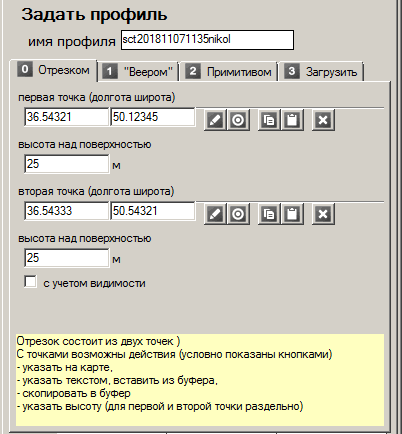 Задать профиль
имя профиля sct201811071135nikol
0 Отрезком 1 "Веером" 2 Примитивом 3 Загрузить
первая точка (долгота широта)
36.54321 50.12345
высота над поверхностью
25 м
вторая точка (долгота широта)
36.54333 50.54321
высота над поверхностью
25 м
с учетом видимости
Отрезок состоит из двух точек )
С точками возможны действия (условно показаны кнопками)
- указать на карте,
- указать текстом, вставить из буфера,
- скопировать в буфер
- указать высоту (для первой и второй точки раздельно)